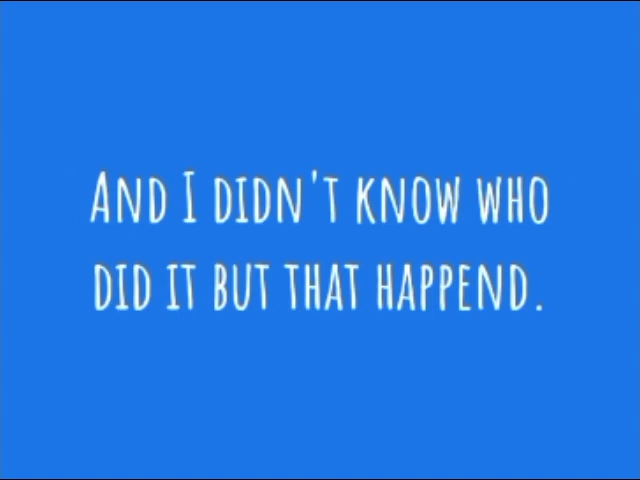 And I didn't know who
did it but that happend.